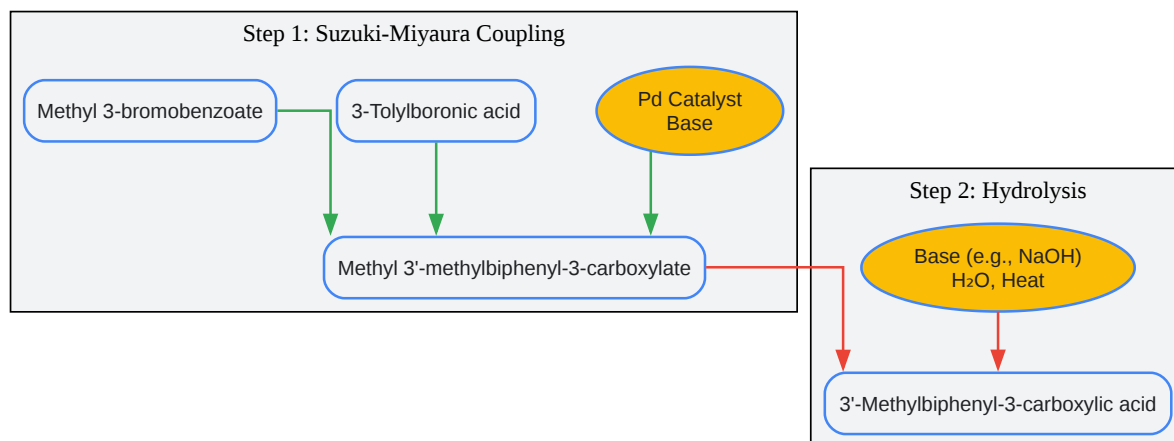 Step 1: Suzuki-Miyaura Coupling
Methyl 3-bromobenzoate
3-Tolylboronic acid
Pd Catalyst
Base
Methyl 3'-methylbiphenyl-3-carboxylate
Step 2: Hydrolysis
Base (e.g., NaOH)
H₂O, Heat
3'-Methylbiphenyl-3-carboxylic acid